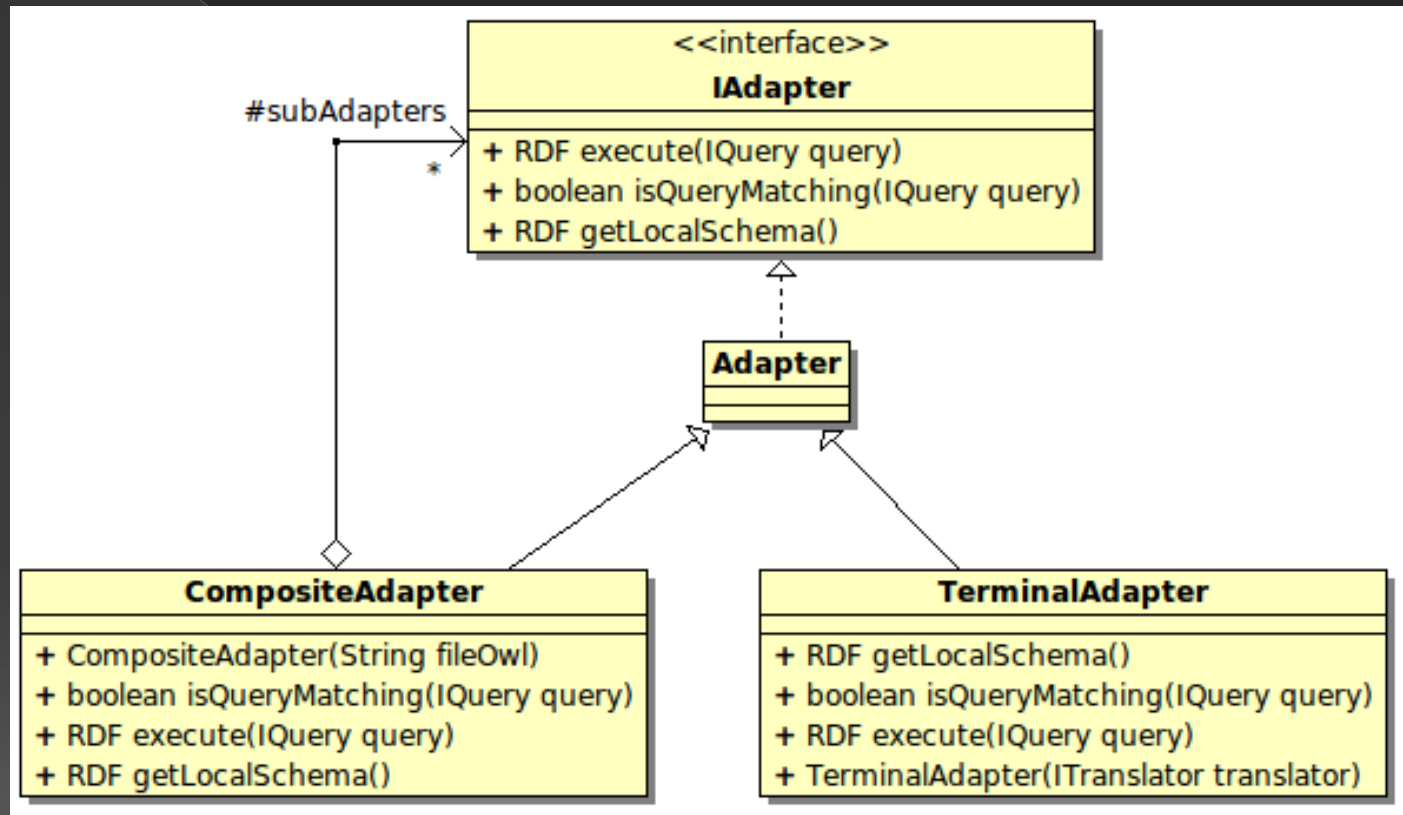 <<interface>>
IAdapter
#subAdapters
*
+ RDF execute(IQuery query)
+ boolean isQueryMatching(IQuery query)
+ RDF getLocalSchema()
Adapter
CompositeAdapter
+ CompositeAdapter(String fileOwl)
+ boolean isQueryMatching(IQuery query)
+ RDF execute(IQuery query)
+ RDF getLocalSchema()
TerminalAdapter
+ RDF getLocalSchema()
+ boolean isQueryMatching(IQuery query)
+ RDF execute(IQuery query)
+ TerminalAdapter(ITranslator translator)